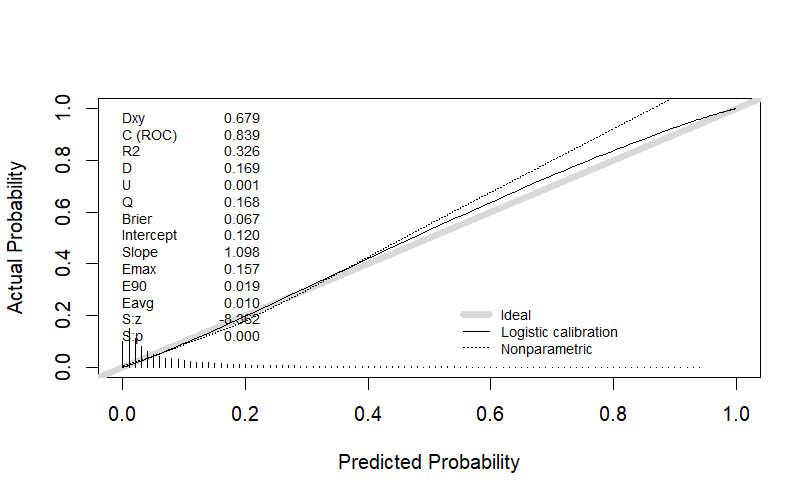 Dxy 0.679
C (ROC) 0.839
R2 0.326
D 0.169
U 0.001
Q 0.168
Brier 0.067
Intercept 0.120
Slope 1.098
Emax 0.157
E90 0.019
Eavg 0.010
S:z -8.362
S:p 0.000
Ideal
Logistic calibration
Nonparametric
Actual Probability
0.0 0.2 0.4 0.6 0.8 1.0
0.0 0.2 0.4 0.6 0.8 1.0
Predicted Probability